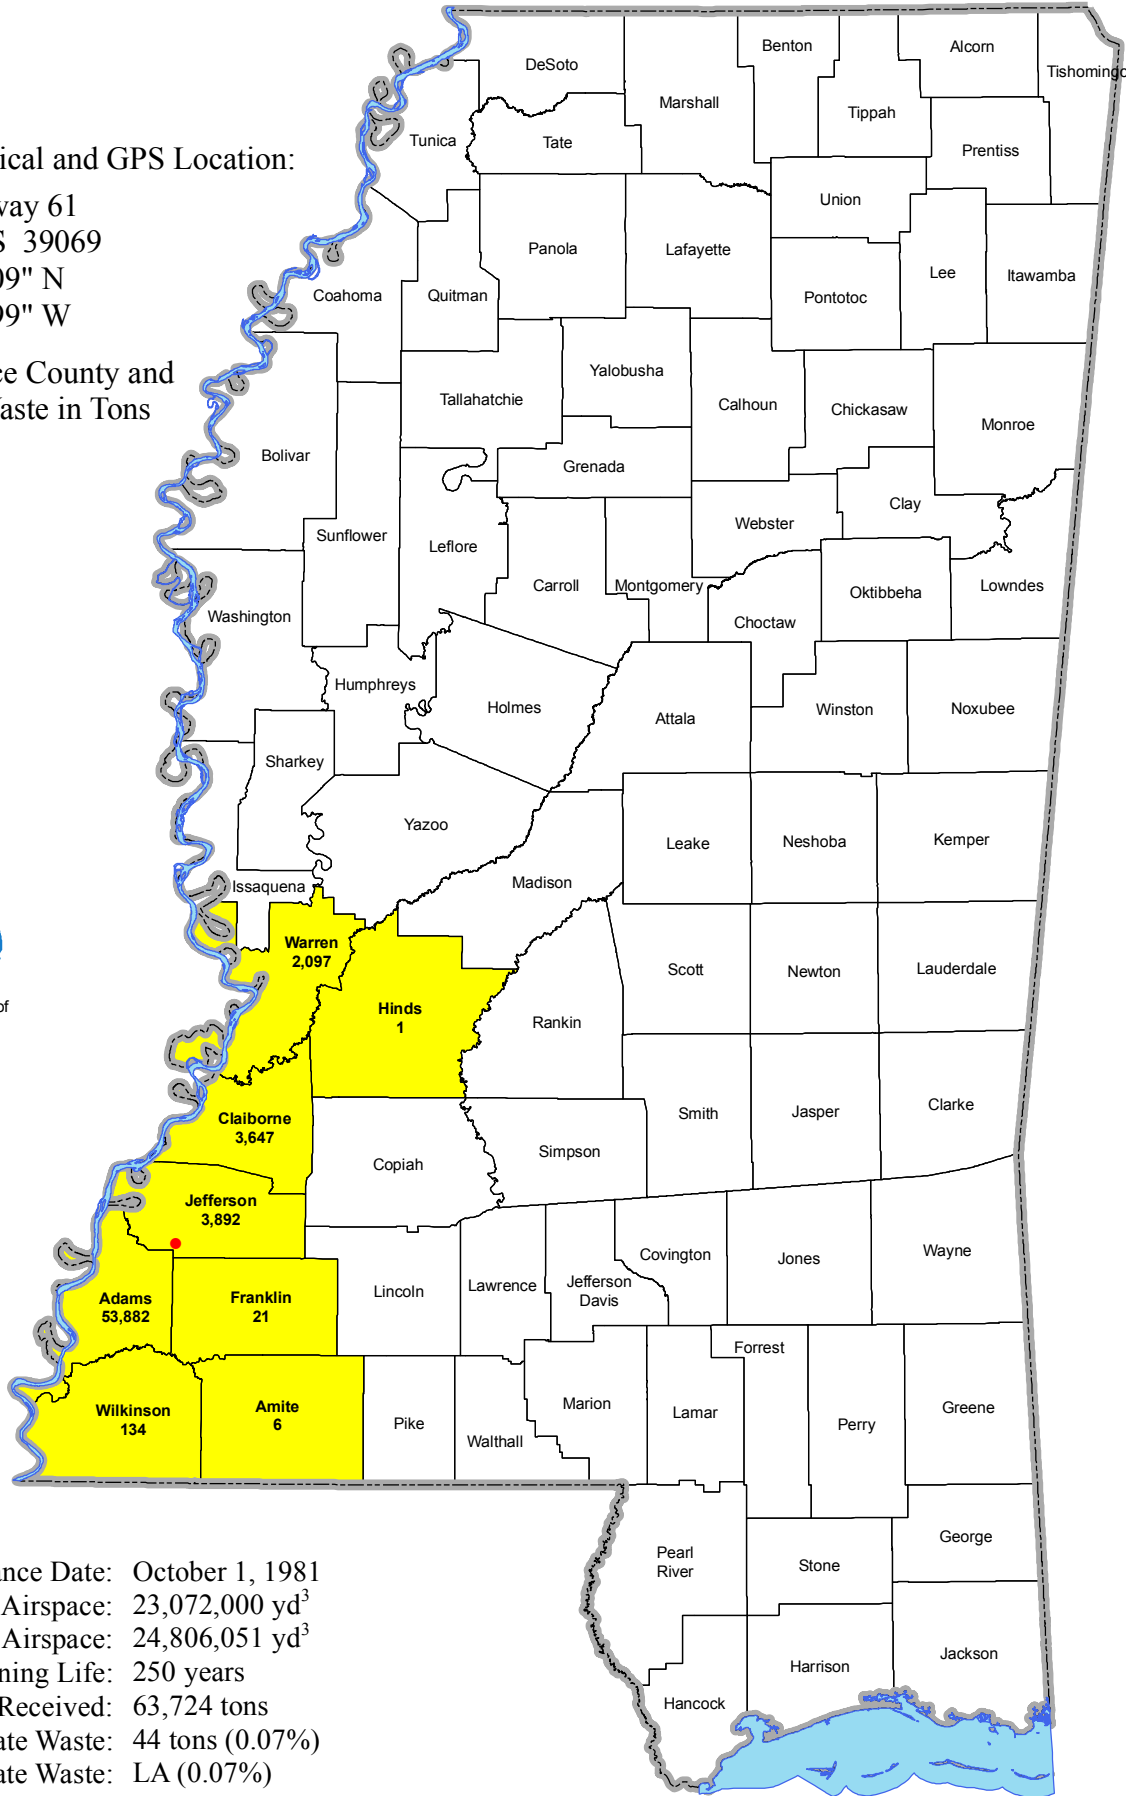 DeSoto
Benton
Alcorn
Tishomingo
Marshall
Tippah
Tunica
Tate
Prentiss
ical and GPS Location:
way 61
S 39069
09" N
99" W
Union
Panola
Lafayette
Lee
Itawamba
Coahoma
Quitman
Pontotoc
ce County and
Waste in Tons
Yalobusha
Tallahatchie
Calhoun
Chickasaw
Monroe
Bolivar
Grenada
Clay
Webster
Sunflower
Leflore
Carroll
Montgomery
Oktibbeha
Lowndes
Washington
Choctaw
Humphreys
Holmes
Attala
Winston
Noxubee
Sharkey
Yazoo
Leake
Neshoba
Kemper
Issaquena
Madison
Warren
2,097
Scott
Newton
Lauderdale
of
Hinds
1
Rankin
Claiborne
3,647
Smith
Jasper
Clarke
Copiah
Simpson
Jefferson
3,892
Covington
Jones
Wayne
Adams
53,882
Franklin
21
Lincoln
Lawrence
Jefferson
Davis
Forrest
Wilkinson
134
Amite
6
Pike
Walthall
Marion
Lamar
Perry
Greene
Pearl
River
Stone
George
Hancock
Harrison
Jackson
ance Date: October 1, 1981
Airspace: 23,072,000 yd³
Airspace: 24,806,051 yd³
ning Life: 250 years
Received: 63,724 tons
ate Waste: 44 tons (0.07%)
ate Waste: LA (0.07%)